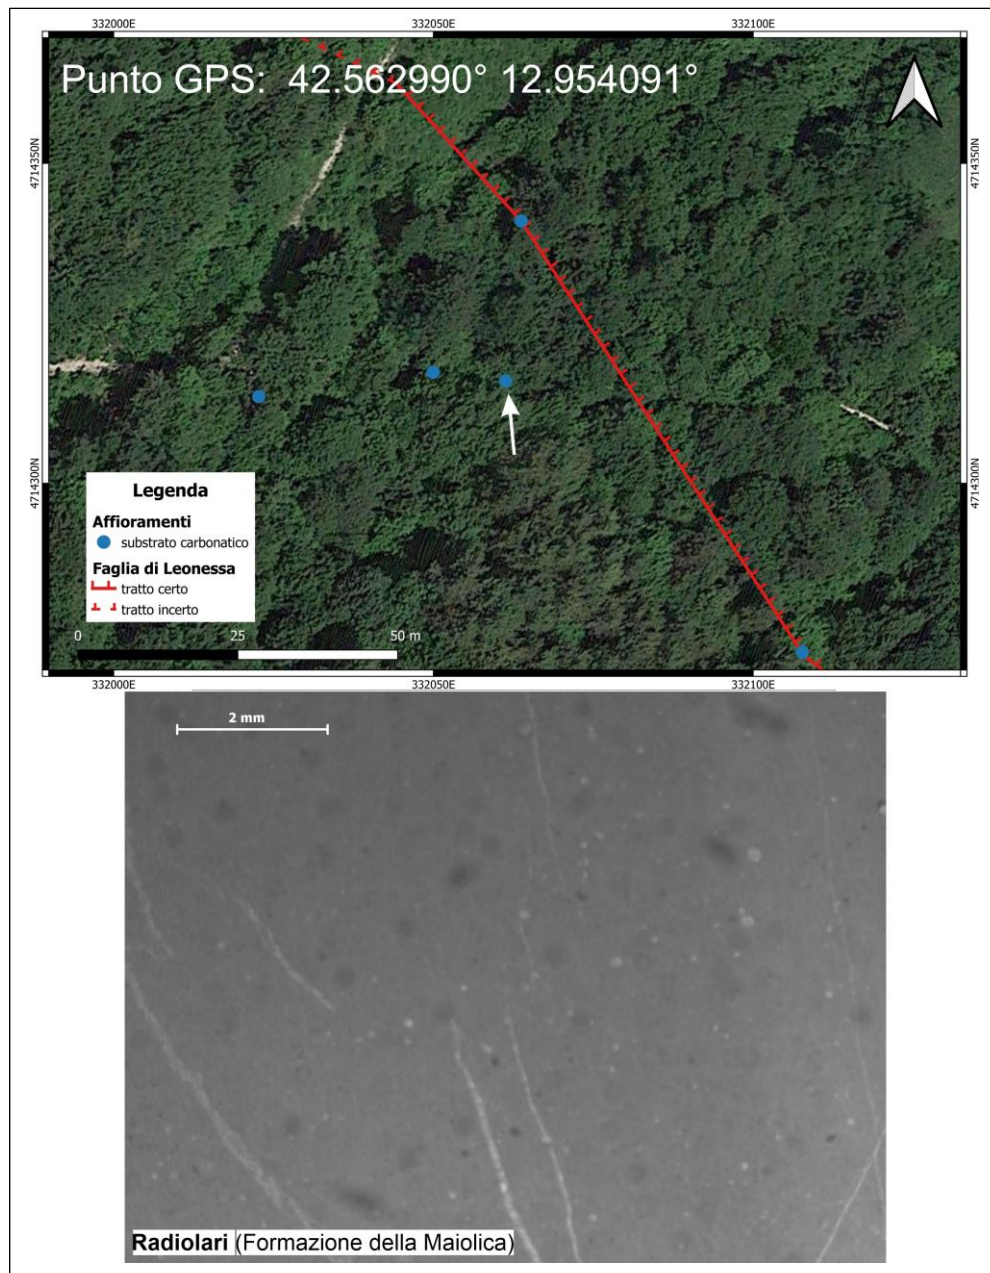 332000E 332050E 332100E
Punto GPS: 42.562990° 12.954091°
4714350N 4714350N
4714300N 4714300N
Legenda
Affioramenti
substrato carbonatico
Faglia di Leonessa
tratto certo
tratto incerto
0 25 50 m
332000E 332050E 332100E
2 mm
Radiolari (Formazione della Maiolica)